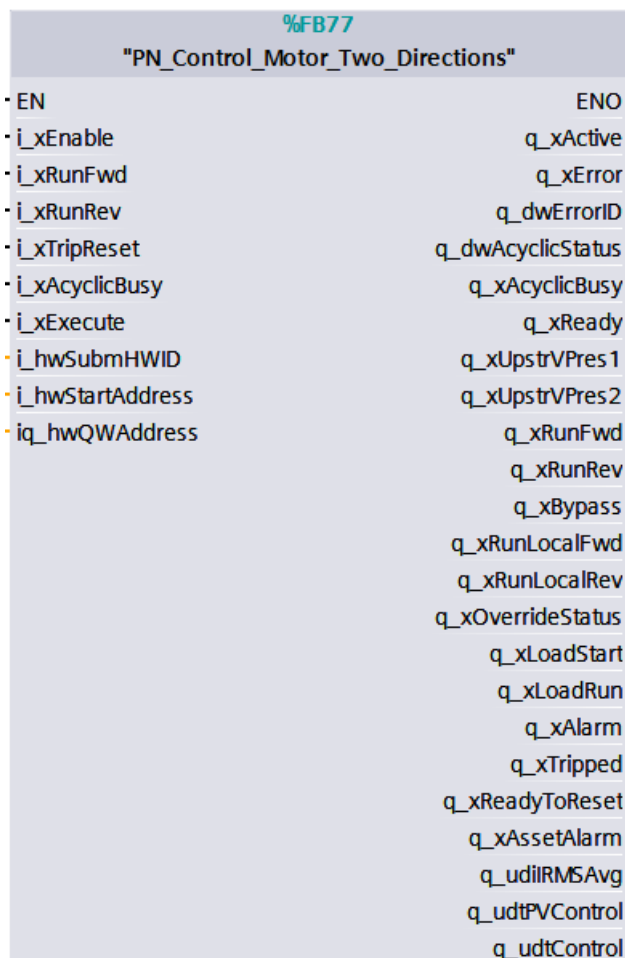 %FB77
"PN_Control_Motor_Two_Directions"
EN ENO
i_xEnable q_xActive
i_xRunFwd q_xError
i_xRunRev q_dwErrorID
i_xTripReset q_dwAcyclicStatus
i_xAcyclicBusy q_xAcyclicBusy
i_xExecute q_xReady
i_hwSubmHWID q_xUpstrVPres1
i_hwStartAddress q_xUpstrVPres2
iq_hwQWAddress q_xRunFwd
q_xRunRev
q_xBypass
q_xRunLocalFwd
q_xRunLocalRev
q_xOverrideStatus
q_xLoadStart
q_xLoadRun
q_xAlarm
q_xTripped
q_xReadyToReset
q_xAssetAlarm
q_udiIRMSAvg
q_udtPVControl
q_udtControl